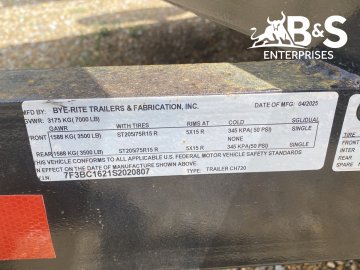 B&S
ENTERPRISES
MFD BY: BYE-RITE TRAILERS & FABRICATION, INC.
GVWR: 3175 KG( 7000 LB) DATE OF MFG: 04/2025
GAWR WITH TIRES RIMS AT COLD SGL/DUAL
FRONT 1588 KG( 3500 LB) ST205/75R15 R 5X15 R 345 KPA( 50 PSI) SINGLE
NONE
REAR 1588 KG( 3500 LB) ST205/75R15 R 5X15 R 345 KPA( 50 PSI) SINGLE
THIS VEHICLE CONFORMS TO ALL APPLICABLE U.S. FEDERAL MOTOR VEHICLE SAFETY STANDARDS
IN EFFECT ON THE DATE OF MANUFACTURE SHOWN ABOVE.
V.I.N. 7F3BC1621S2020807 TYPE: TRAILER CH720
TIRE
SPARE